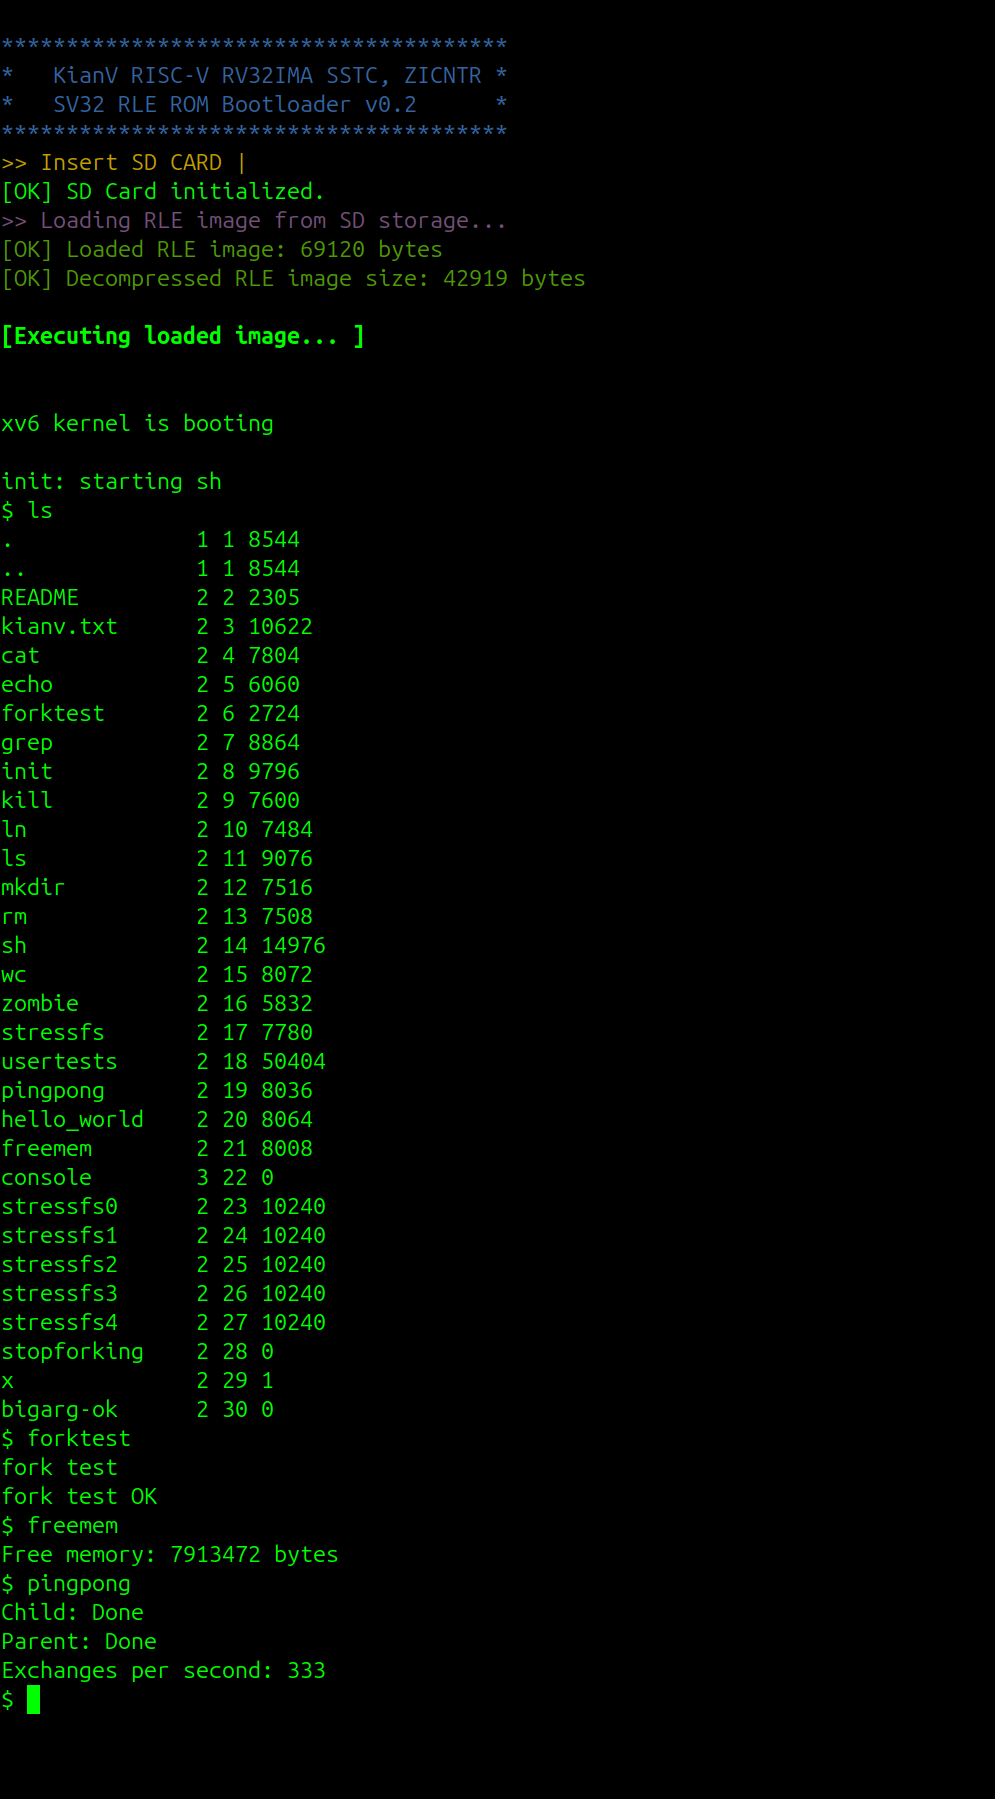 ***************************************
*   KianV RISC-V RV32IMA SSTC, ZICNTR *
*   SV32 RLE ROM Bootloader v0.2      *
***************************************
>> Insert SD CARD |
[OK] SD Card initialized.
>> Loading RLE image from SD storage...
[OK] Loaded RLE image: 69120 bytes
[OK] Decompressed RLE image size: 42919 bytes

[Executing loaded image... ]


xv6 kernel is booting

init: starting sh
$ ls
.              1 1 8544
..             1 1 8544
README         2 2 2305
kianv.txt      2 3 10622
cat            2 4 7804
echo           2 5 6060
forktest       2 6 2724
grep           2 7 8864
init           2 8 9796
kill           2 9 7600
ln             2 10 7484
ls             2 11 9076
mkdir          2 12 7516
rm             2 13 7508
sh             2 14 14976
wc             2 15 8072
zombie         2 16 5832
stressfs       2 17 7780
usertests      2 18 50404
pingpong       2 19 8036
hello_world    2 20 8064
freemem        2 21 8008
console        3 22 0
stressfs0      2 23 10240
stressfs1      2 24 10240
stressfs2      2 25 10240
stressfs3      2 26 10240
stressfs4      2 27 10240
stopforking    2 28 0
x              2 29 1
bigarg-ok      2 30 0
$ forktest
fork test
fork test OK
$ freemem
Free memory: 7913472 bytes
$ pingpong
Child: Done
Parent: Done
Exchanges per second: 333
$